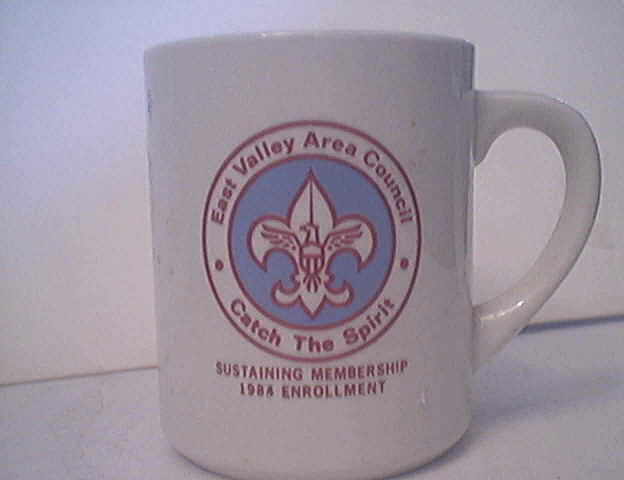 East Valley Area Council
Catch The Spirit
SUSTAINING MEMBERSHIP
1984 ENROLLMENT